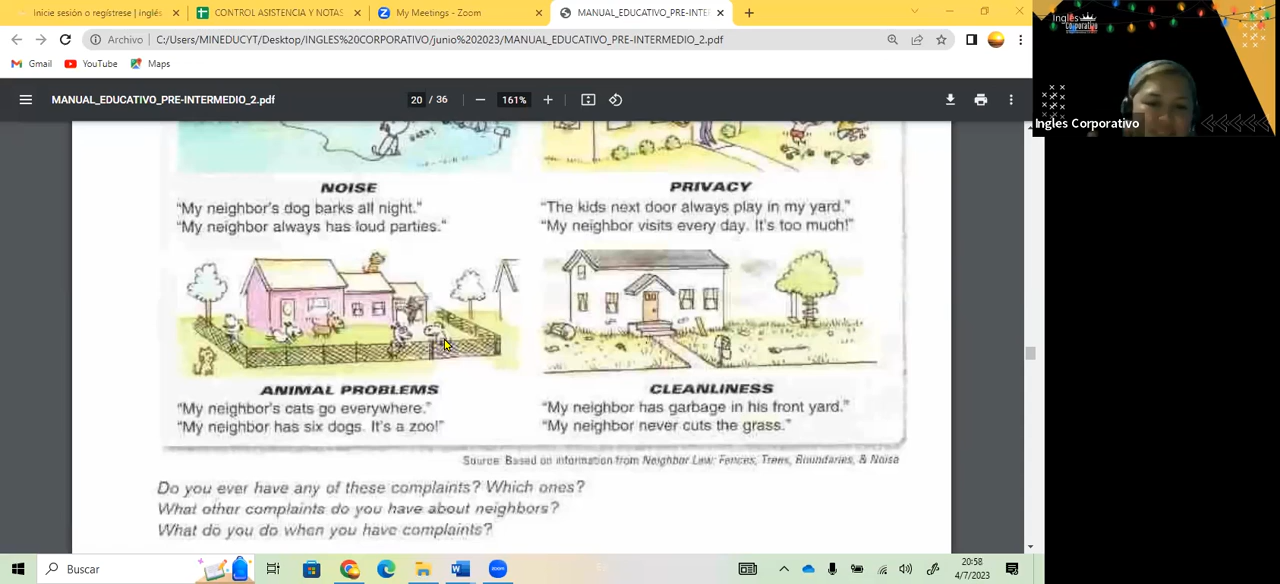 Inicie sesión o regístrese | inglés
CONTROL ASISTENCIA Y NOTAS
My Meetings - Zoom
MANUAL_EDUCATIVO_PRE-INTER
Archivo
C:/Users/MINEDUCYT/Desktop/INGLES%20CORPORATIVO/junio%202023/MANUAL_EDUCATIVO_PRE-INTERMEDIO_2.pdf
Gmail
YouTube
Maps
MANUAL_EDUCATIVO_PRE-INTERMEDIO_2.pdf
20 / 36
161%
Ingles
Corporativo
Ingles Corporativo
NOISE
"My neighbor's dog barks all night."
"My neighbor always has loud parties."
PRIVACY
"The kids next door always play in my yard."
"My neighbor visits every day. It's too much!"
ANIMAL PROBLEMS
"My neighbor's cats go everywhere."
"My neighbor has six dogs. It's a zoo!"
CLEANLINESS
"My neighbor has garbage in his front yard."
"My neighbor never cuts the grass."
Source: Based on information from Neighbor Law: Fences, Trees, Boundaries, & Noise
Do you ever have any of these complaints? Which ones?
What other complaints do you have about neighbors?
What do you do when you have complaints?
Buscar
20:58
4/7/2023